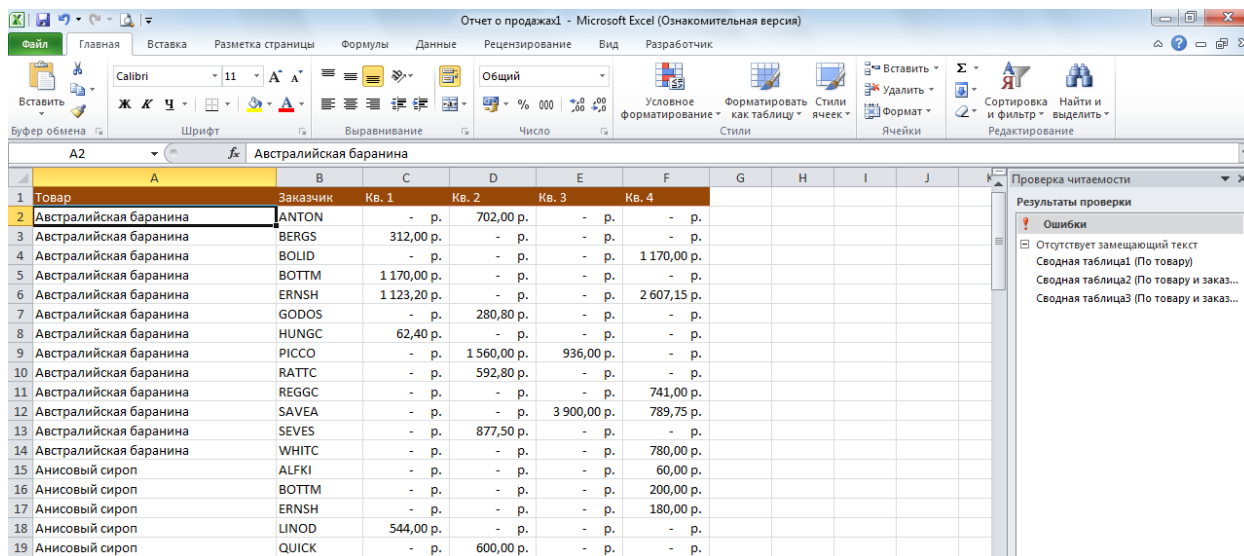 Отчет о продажах1 - Microsoft Excel (Ознакомительная версия)
Файл Главная Вставка Разметка страницы Формулы Данные Рецензирование Вид Разработчик
Вставить
Буфер обмена
Calibri 11
Ж К Ч
Шрифт
Выравнивание
Общий
% 000
Число
Условное форматирование
Форматировать как таблицу
Стили ячеек
Стили
Вставить
Удалить
Формат
Ячейки
Сортировка и фильтр
Найти и выделить
Редактирование
A2 fx Австралийская баранина
A B C D E F G H I J K
1 Товар Заказчик Кв. 1 Кв. 2 Кв. 3 Кв. 4
2 Австралийская баранина ANTON - р. 702,00 р. - р. - р.
3 Австралийская баранина BERGS 312,00 р. - р. - р. - р.
4 Австралийская баранина BOLID - р. - р. - р. 1 170,00 р.
5 Австралийская баранина BOTTM 1 170,00 р. - р. - р. - р.
6 Австралийская баранина ERNSH 1 123,20 р. - р. - р. 2 607,15 р.
7 Австралийская баранина GODOS - р. 280,80 р. - р. - р.
8 Австралийская баранина HUNGC 62,40 р. - р. - р. - р.
9 Австралийская баранина PICCO - р. 1 560,00 р. 936,00 р. - р.
10 Австралийская баранина RATTC - р. 592,80 р. - р. - р.
11 Австралийская баранина REGGC - р. - р. - р. 741,00 р.
12 Австралийская баранина SAVEA - р. - р. 3 900,00 р. 789,75 р.
13 Австралийская баранина SEVES - р. 877,50 р. - р. - р.
14 Австралийская баранина WHITC - р. - р. - р. 780,00 р.
15 Анисовый сироп ALFKI - р. - р. - р. 60,00 р.
16 Анисовый сироп BOTTM - р. - р. - р. 200,00 р.
17 Анисовый сироп ERNSH - р. - р. - р. 180,00 р.
18 Анисовый сироп LINOD 544,00 р. - р. - р. - р.
19 Анисовый сироп QUICK - р. 600,00 р. - р. - р.
Проверка читаемости
Результаты проверки
Ошибки
Отсутствует замещающий текст
Сводная таблица1 (По товару)
Сводная таблица2 (По товару и заказ...
Сводная таблица3 (По товару и заказ...